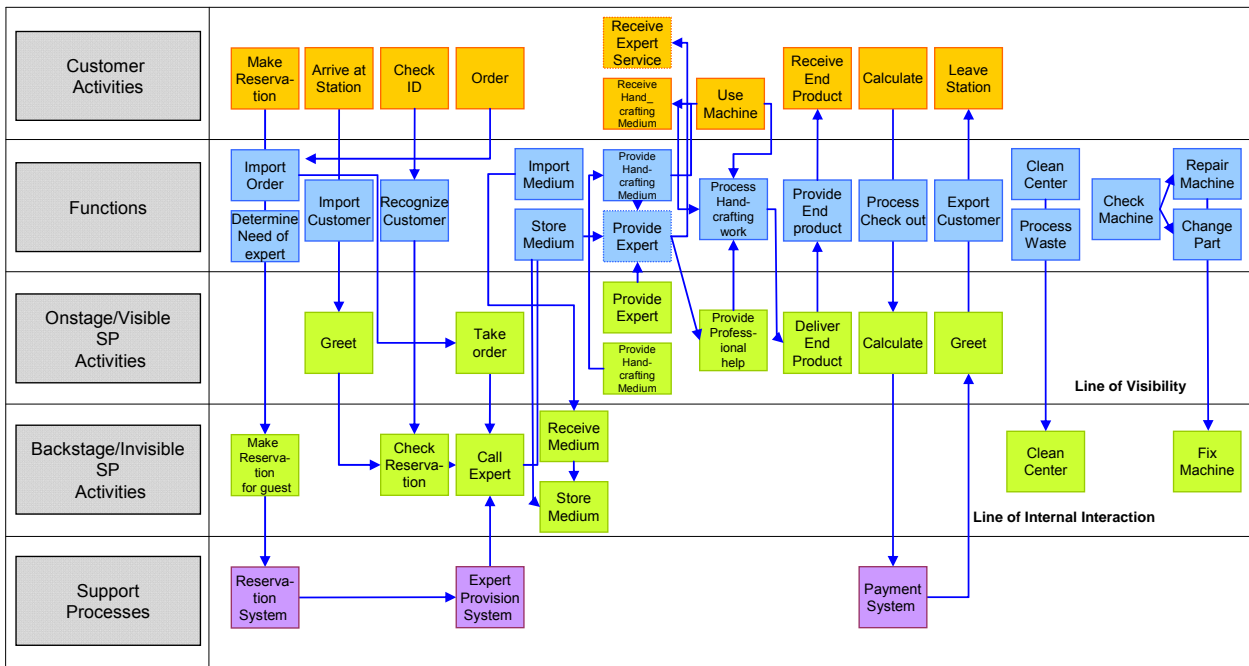 Customer
Activities
Make
Reserva-
tion
Arrive at
Station
Check
ID
Order
Receive
Expert
Service
Receive
Hand_
crafting
Medium
Use
Machine
Receive
End
Product
Calculate
Leave
Station
Functions
Import
Order
Determine
Need of
expert
Import
Customer
Recognize
Customer
Import
Medium
Store
Medium
Provide
Hand-
crafting
Medium
Provide
Expert
Process
Hand-
crafting
work
Provide
End
product
Process
Check out
Export
Customer
Clean
Center
Process
Waste
Check
Machine
Repair
Machine
Change
Part
Onstage/Visible
SP
Activities
Greet
Take
order
Provide
Expert
Provide
Hand-
crafting
Medium
Provide
Profess-
ional
help
Deliver
End
Product
Calculate
Greet
Line of Visibility
Backstage/Invisible
SP
Activities
Make
Reservation
for guest
Check
Reserva-
tion
Call
Expert
Receive
Medium
Store
Medium
Clean
Center
Fix
Machine
Line of Internal Interaction
Support
Processes
Reserva-
tion
System
Expert
Provision
System
Payment
System